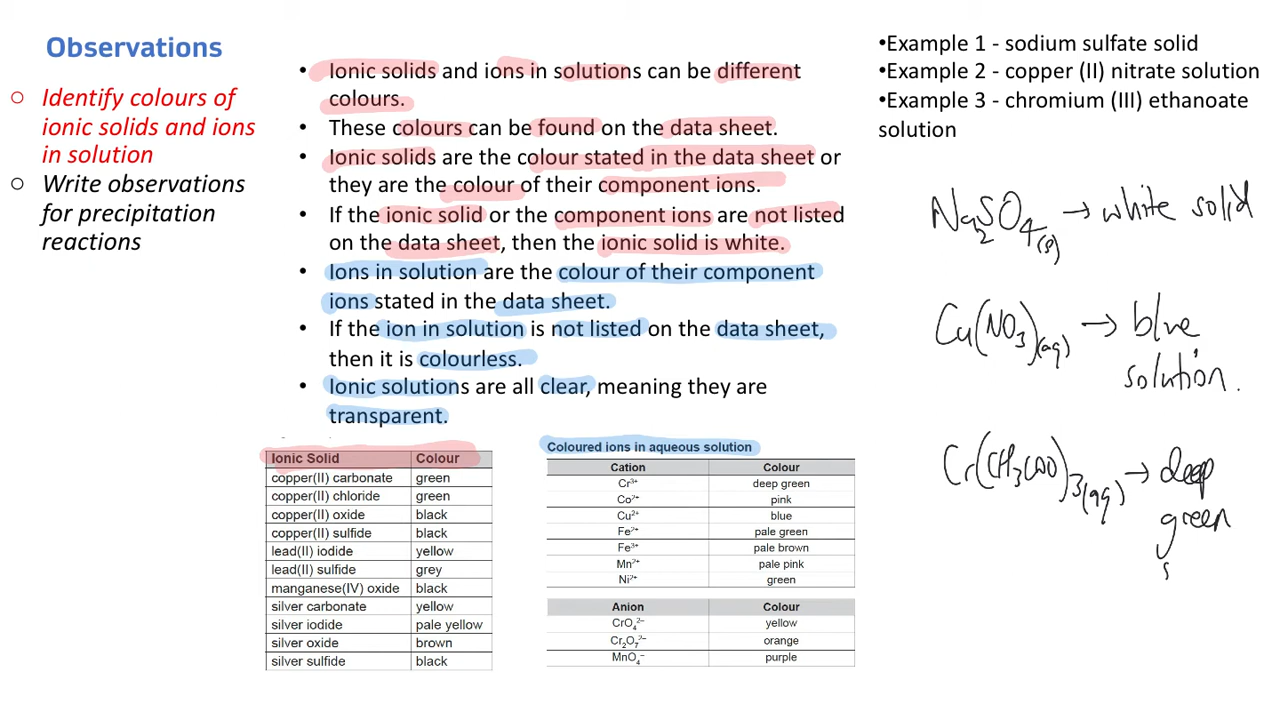 Observations
○ Identify colours of
ionic solids and ions
in solution
○ Write observations
for precipitation
reactions
• Ionic solids and ions in solutions can be different
colours.
• These colours can be found on the data sheet.
• Ionic solids are the colour stated in the data sheet or
they are the colour of their component ions.
• If the ionic solid or the component ions are not listed
on the data sheet, then the ionic solid is white.
• Ions in solution are the colour of their component
ions stated in the data sheet.
• If the ion in solution is not listed on the data sheet,
then it is colourless.
• Ionic solutions are all clear, meaning they are
transparent.
Ionic Solid Colour
copper(II) carbonate green
copper(II) chloride green
copper(II) oxide black
copper(II) sulfide black
lead(II) iodide yellow
lead(II) sulfide grey
manganese(IV) oxide black
silver carbonate yellow
silver iodide pale yellow
silver oxide brown
silver sulfide black
Coloured ions in aqueous solution
Cation Colour
Cr³⁺ deep green
Co²⁺ pink
Cu²⁺ blue
Fe²⁺ pale green
Fe³⁺ pale brown
Mn²⁺ pale pink
Ni²⁺ green
Anion Colour
CrO₄²⁻ yellow
Cr₂O₇²⁻ orange
MnO₄⁻ purple
•Example 1 - sodium sulfate solid
•Example 2 - copper (II) nitrate solution
•Example 3 - chromium (III) ethanoate
solution
Na₂SO₄(s) → white solid
Cu(NO₃)(aq) → blue
solution.
Cr(CH₃COO)₃(aq) → deep
green
s